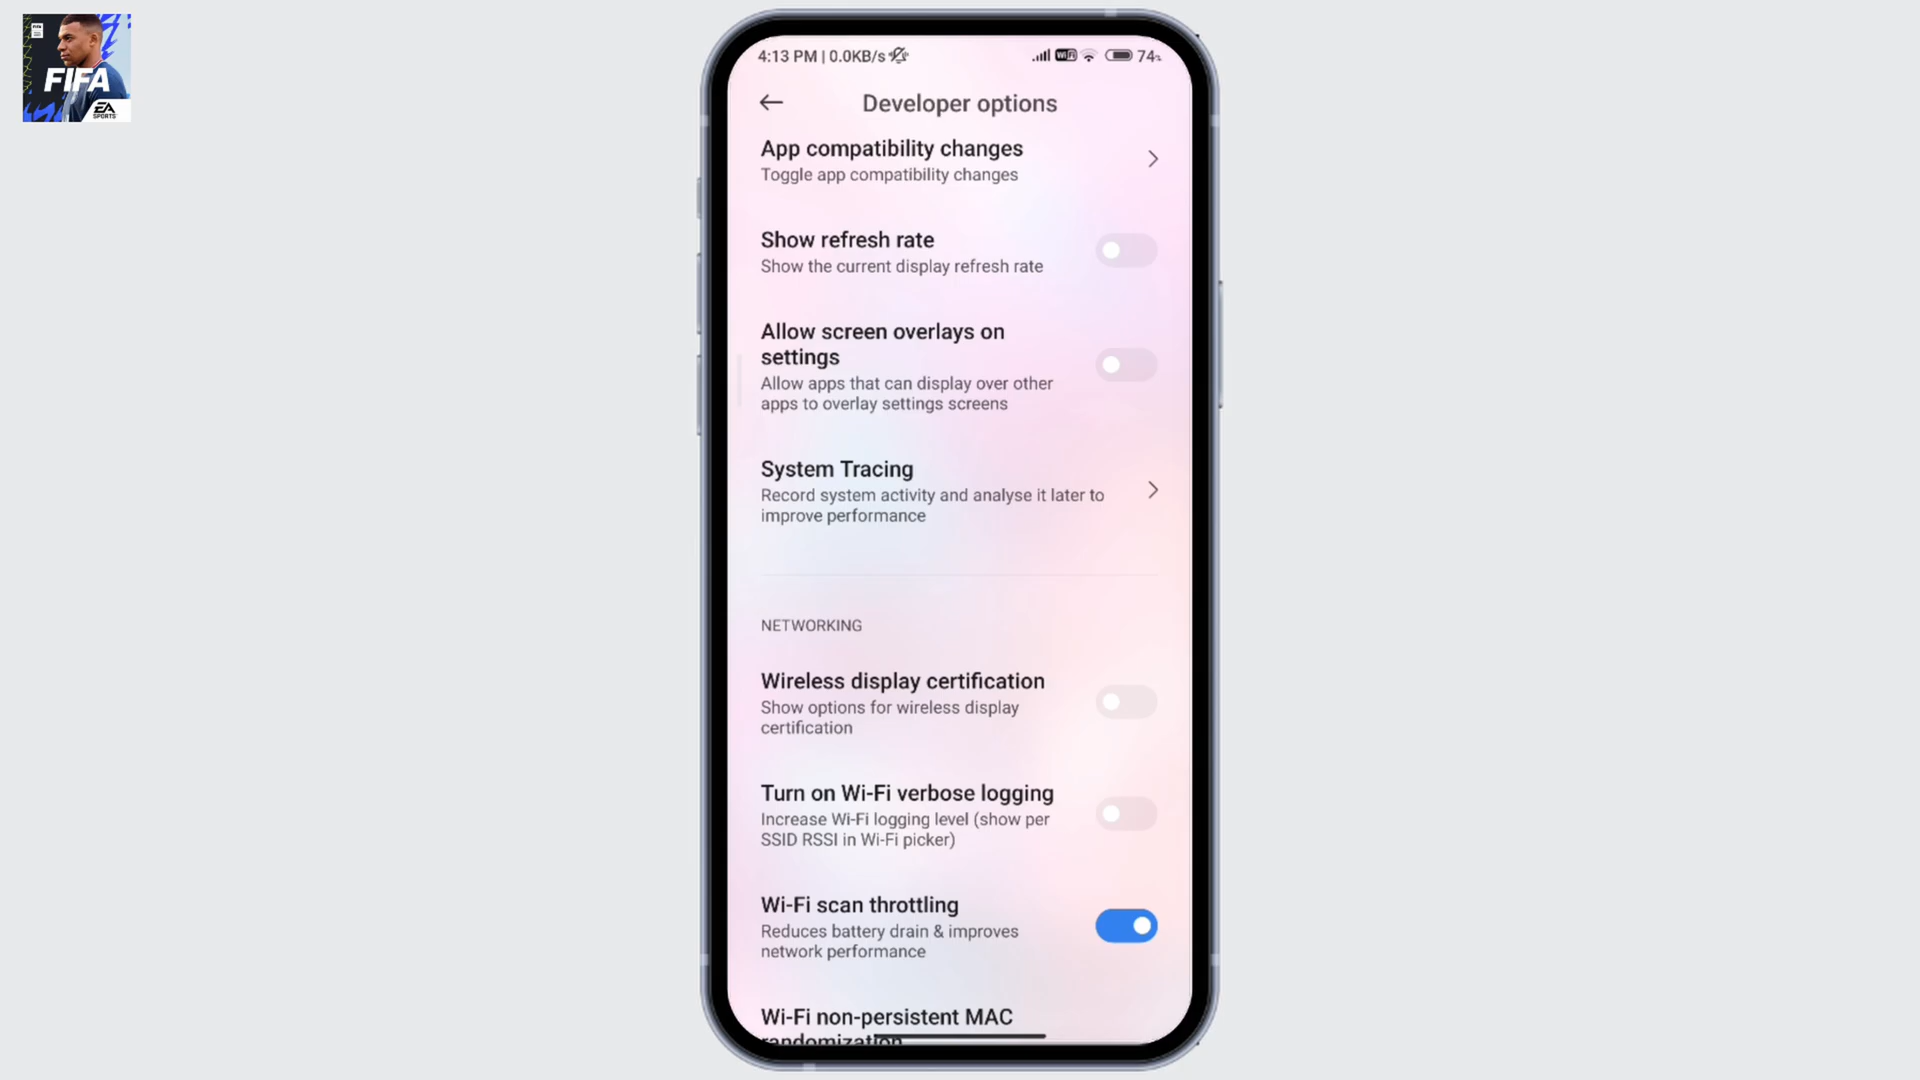 FIFA
EA
SPORTS
4:13 PM | 0.0KB/s
WiFi
74%
Developer options
App compatibility changes
Toggle app compatibility changes
Show refresh rate
Show the current display refresh rate
Allow screen overlays on
settings
Allow apps that can display over other
apps to overlay settings screens
System Tracing
Record system activity and analyse it later to
improve performance
NETWORKING
Wireless display certification
Show options for wireless display
certification
Turn on Wi-Fi verbose logging
Increase Wi-Fi logging level (show per
SSID RSSI in Wi-Fi picker)
Wi-Fi scan throttling
Reduces battery drain & improves
network performance
Wi-Fi non-persistent MAC
randomization